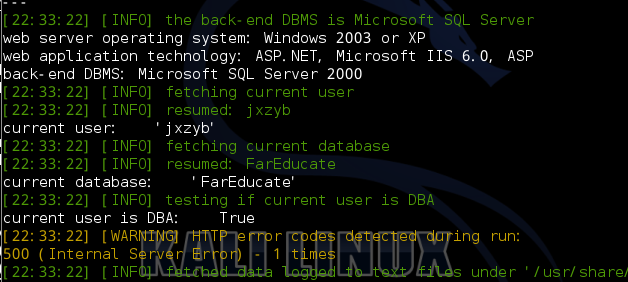 ---
[22:33:22] [INFO] the back-end DBMS is Microsoft SQL Server
web server operating system: Windows 2003 or XP
web application technology: ASP.NET, Microsoft IIS 6.0, ASP
back-end DBMS: Microsoft SQL Server 2000
[22:33:22] [INFO] fetching current user
[22:33:22] [INFO] resumed: jxzyb
current user:    'jxzyb'
[22:33:22] [INFO] fetching current database
[22:33:22] [INFO] resumed: FarEducate
current database:    'FarEducate'
[22:33:22] [INFO] testing if current user is DBA
current user is DBA:    True
[22:33:22] [WARNING] HTTP error codes detected during run:
500 (Internal Server Error) - 1 times
[22:33:22] [INFO] fetched data logged to text files under '/usr/share/
KALI LINUX